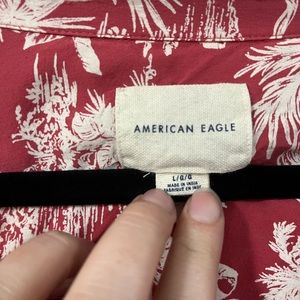 AMERICAN EAGLE
L/G/G
MADE IN INDIA
FABRIQUÉ EN INDE